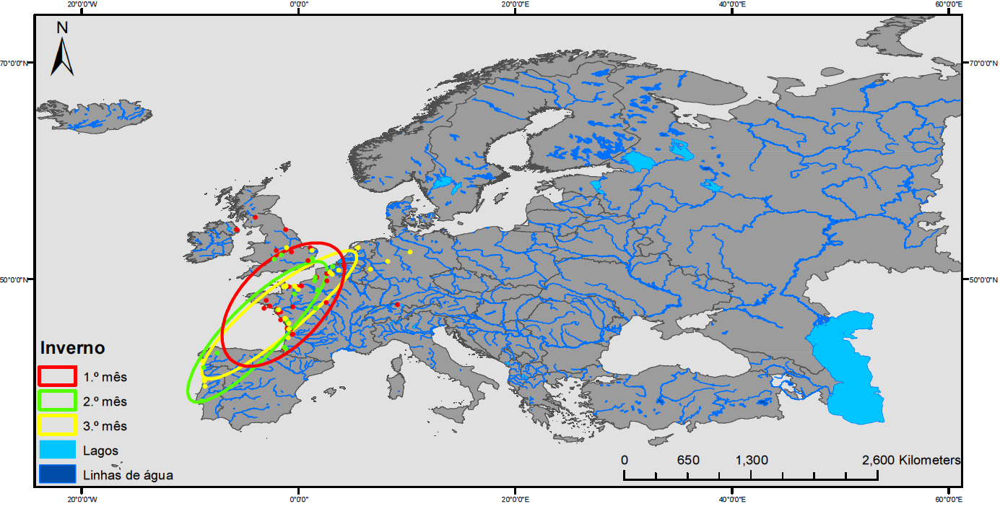 20°0'0"W 0°0'0" 20°0'0"E 40°0'0"E 60°0'0"E
N
70°0'0"N 70°0'0"N
50°0'0"N 50°0'0"N
Inverno
1.º mês
2.º mês
3.º mês
Lagos
Linhas de água
0 650 1,300 2,600 Kilometers
20°0'0"W 0°0'0" 20°0'0"E 40°0'0"E 60°0'0"E